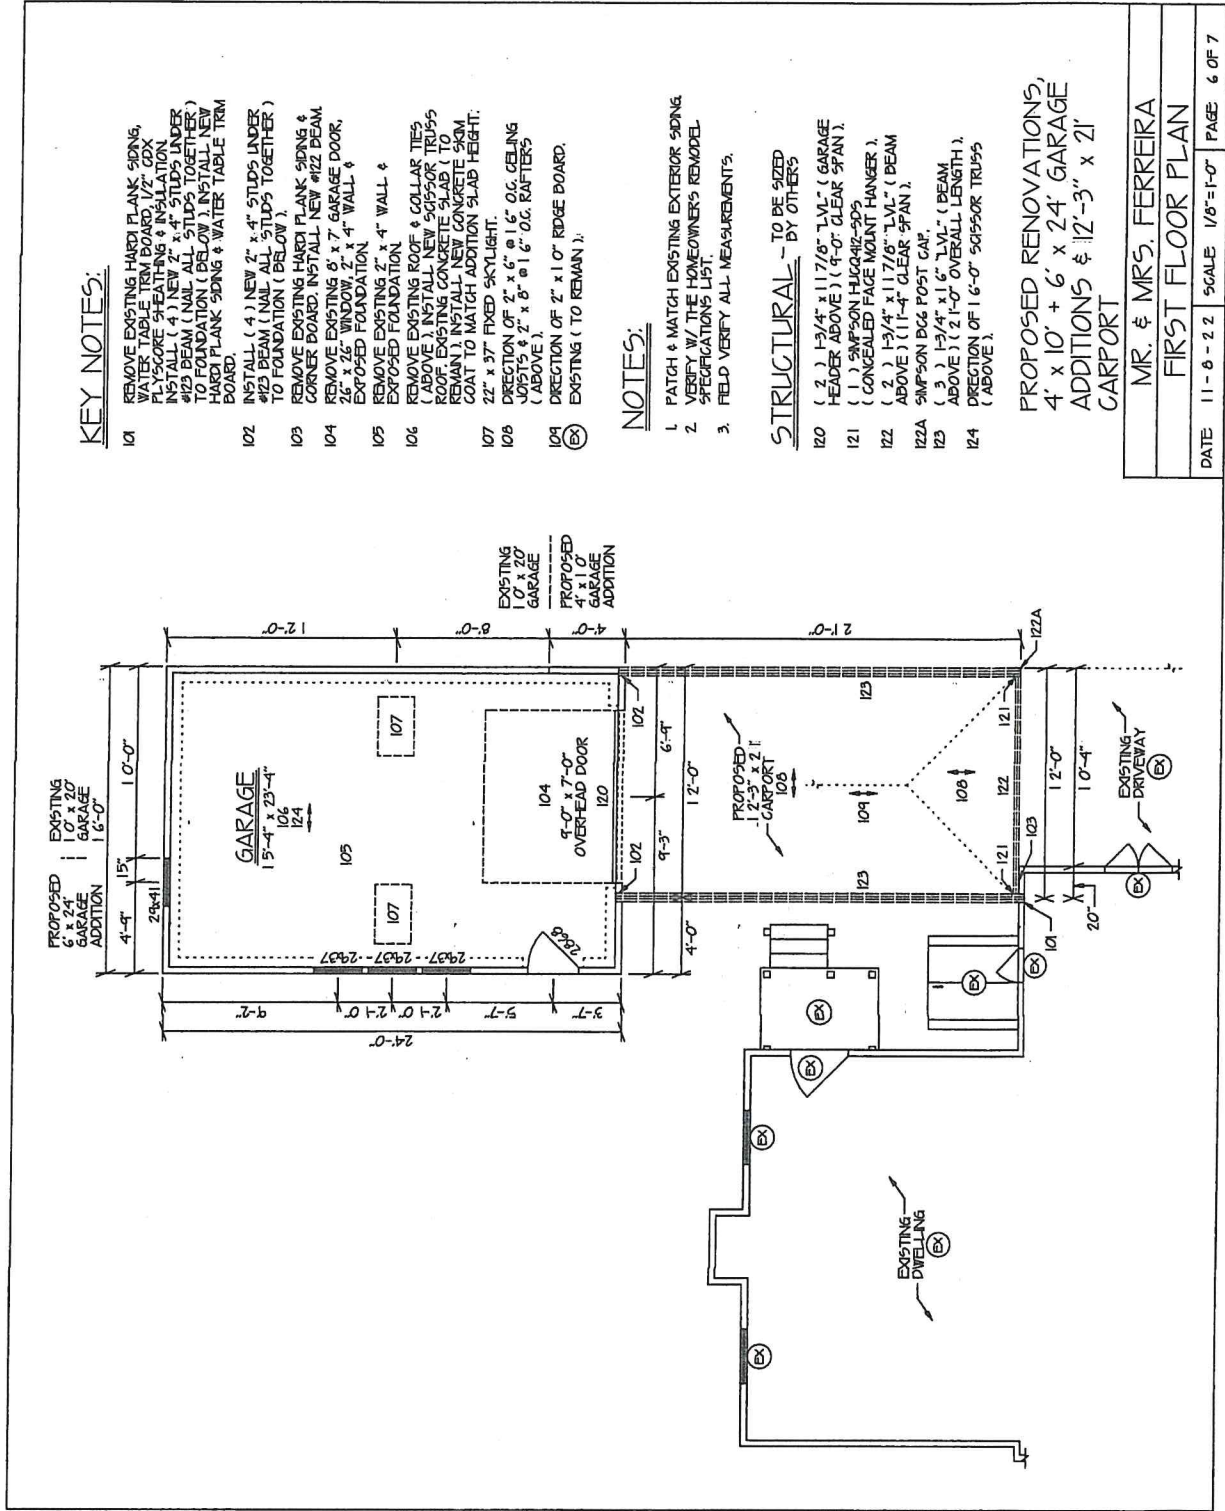 KEY NOTES:
101 REMOVE EXISTING HARDI PLANK SIDING,
WATER TABLE TRIM BOARD, 1/2" CDX
PLYSCORE SHEATHING & INSULATION.
INSTALL ( 4 ) NEW 2" x 4" STUDS UNDER
#123 BEAM ( NAIL ALL STUDS TOGETHER )
TO FOUNDATION ( BELOW ). INSTALL NEW
HARDI PLANK SIDING & WATER TABLE TRIM
BOARD.
102 INSTALL ( 4 ) NEW 2" x 4" STUDS UNDER
#123 BEAM ( NAIL ALL STUDS TOGETHER )
TO FOUNDATION ( BELOW ).
103 REMOVE EXISTING HARDI PLANK SIDING &
CORNER BOARD. INSTALL NEW #122 BEAM.
104 REMOVE EXISTING 8' x 7' GARAGE DOOR,
26" x 26" WINDOW, 2" x 4" WALL &
EXPOSED FOUNDATION.
105 REMOVE EXISTING 2" x 4" WALL &
EXPOSED FOUNDATION.
106 REMOVE EXISTING ROOF & COLLAR TIES
( ABOVE ). INSTALL NEW SCISSOR TRUSS
ROOF. EXISTING CONCRETE SLAB ( TO
REMAIN ). INSTALL NEW CONCRETE SKIM
COAT TO MATCH ADDITION SLAB HEIGHT.
107 22" x 37" FIXED SKYLIGHT.
108 DIRECTION OF 2" x 6" @ 16" O.C. CEILING
JOISTS & 2" x 8" @ 16" O.C. RAFTERS
( ABOVE ).
109 DIRECTION OF 2" x 10" RIDGE BOARD.
EX EXISTING ( TO REMAIN ).
NOTES:
1. PATCH & MATCH EXISTING EXTERIOR SIDING.
2. VERIFY W/ THE HOMEOWNERS REMODEL
SPECIFICATIONS LIST.
3. FIELD VERIFY ALL MEASUREMENTS.
STRUCTURAL - TO BE SIZED
BY OTHERS
120 ( 2 ) 1-3/4" x 11 7/8" "LVL" ( GARAGE
HEADER ABOVE ) ( 9'-0" CLEAR SPAN ).
121 ( 1 ) SIMPSON HUCQ412-SDS
( CONCEALED FACE MOUNT HANGER ).
122 ( 2 ) 1-3/4" x 11 7/8" "LVL" ( BEAM
ABOVE ) ( 11'-4" CLEAR SPAN ).
122A SIMPSON BC6 POST CAP.
123 ( 3 ) 1-3/4" x 16" "LVL" ( BEAM
ABOVE ) ( 21'-0" OVERALL LENGTH ).
124 DIRECTION OF 16'-0" SCISSOR TRUSS
( ABOVE ).
PROPOSED RENOVATIONS,
4' x 10' + 6' x 24' GARAGE
ADDITIONS & 12'-3" x 21'
CARPORT
MR. & MRS. FERREIRA
FIRST FLOOR PLAN
DATE 11-8-22 SCALE 1/8"=1'-0" PAGE 6 OF 7
PROPOSED
6' x 24'
GARAGE
ADDITION
EXISTING
10' x 20'
GARAGE
16'-0"
4'-9" 15" 10'-0"
29x41
GARAGE
15'-4" x 23'-4"
106
124
105
107
107
29x37
29x37
29x37
2868
104
9'-0" x 7'-0"
OVERHEAD DOOR
120
9'-2"
2'-10"
2'-10"
5'-7"
3'-7"
24'-0"
12'-0"
8'-0"
4'-0"
21'-0"
EXISTING
10' x 20'
GARAGE
PROPOSED
4' x 10'
GARAGE
ADDITION
102
102
9'-3" 6'-9"
4'-0" 12'-0"
PROPOSED
12'-3" x 21'
CARPORT
108
123
123
109
108
121
122
121
122A
101
103
12'-0"
20" 10'-4"
EXISTING
DRIVEWAY
EX
EX
EX
EX
EX
EX
EX
EX
EXISTING
DWELLING
EX